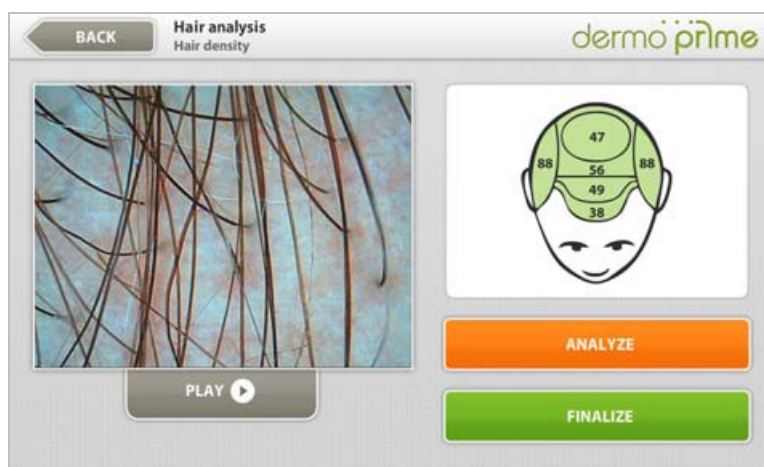 BACK
Hair analysis
Hair density
dermo prime
47
88
56
88
49
38
PLAY
ANALYZE
FINALIZE